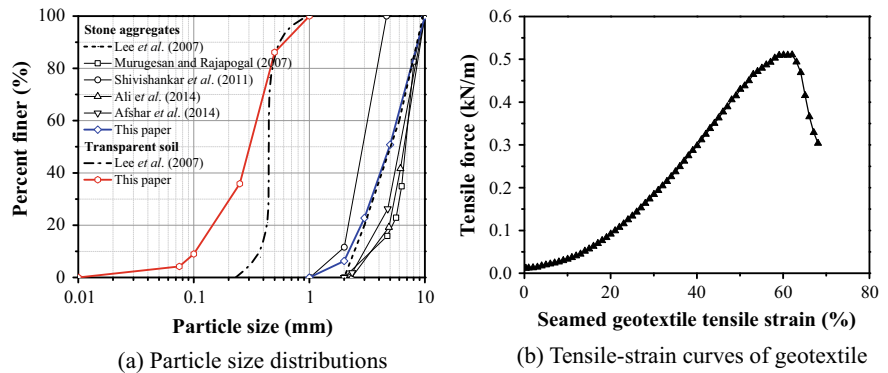 100
80
60
40
20
0
Percent finer (%)
Stone aggregates
Lee et al. (2007)
Murugesan and Rajapogal (2007)
Shivishankar et al. (2011)
Ali et al. (2014)
Afshar et al. (2014)
This paper
Transparent soil
Lee et al. (2007)
This paper
0.01 0.1 1 10
Particle size (mm)
(a) Particle size distributions
0.6
0.5
0.4
0.3
0.2
0.1
0.0
Tensile force (kN/m)
0 20 40 60 80
Seamed geotextile tensile strain (%)
(b) Tensile-strain curves of geotextile